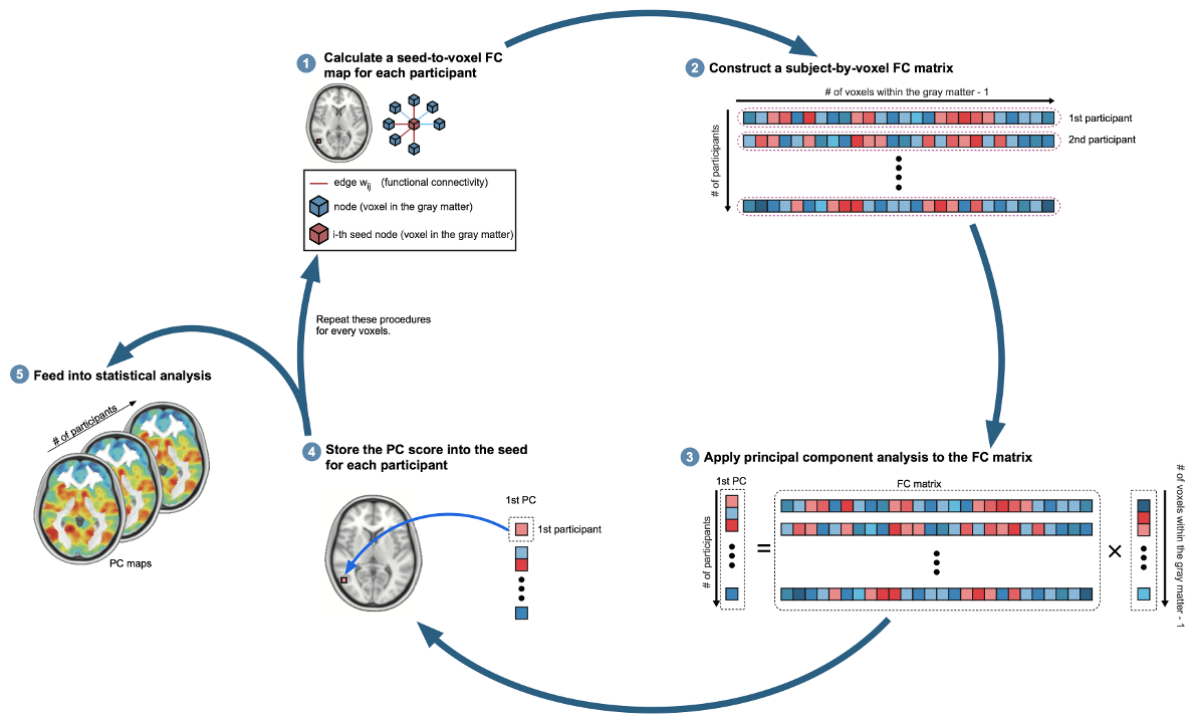 1 Calculate a seed-to-voxel FC
map for each participant
edge wij (functional connectivity)
node (voxel in the gray matter)
i-th seed node (voxel in the gray matter)
2 Construct a subject-by-voxel FC matrix
# of voxels within the gray matter - 1
# of participants
1st participant
2nd participant
Repeat these procedures
for every voxels.
3 Apply principal component analysis to the FC matrix
1st PC
FC matrix
# of participants
=
×
# of voxels within the gray matter - 1
4 Store the PC score into the seed
for each participant
1st PC
1st participant
5 Feed into statistical analysis
# of participants
PC maps